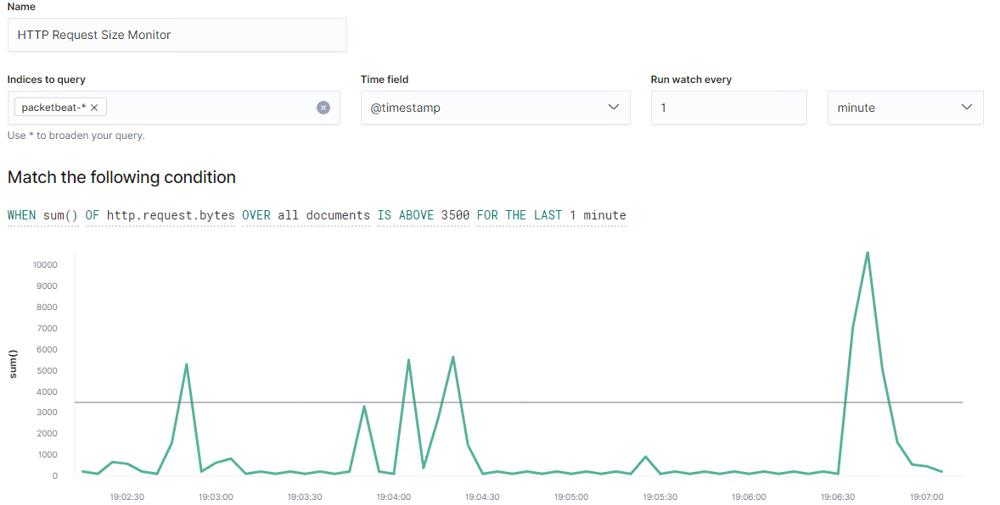 Name
HTTP Request Size Monitor
Indices to query Time field Run watch every
packetbeat-* @timestamp 1 minute
Use * to broaden your query.
Match the following condition
WHEN sum() OF http.request.bytes OVER all documents IS ABOVE 3500 FOR THE LAST 1 minute
10000
9000
8000
7000
6000
5000
4000
3000
2000
1000
0
sum()
19:02:30 19:03:00 19:03:30 19:04:00 19:04:30 19:05:00 19:05:30 19:06:00 19:06:30 19:07:00